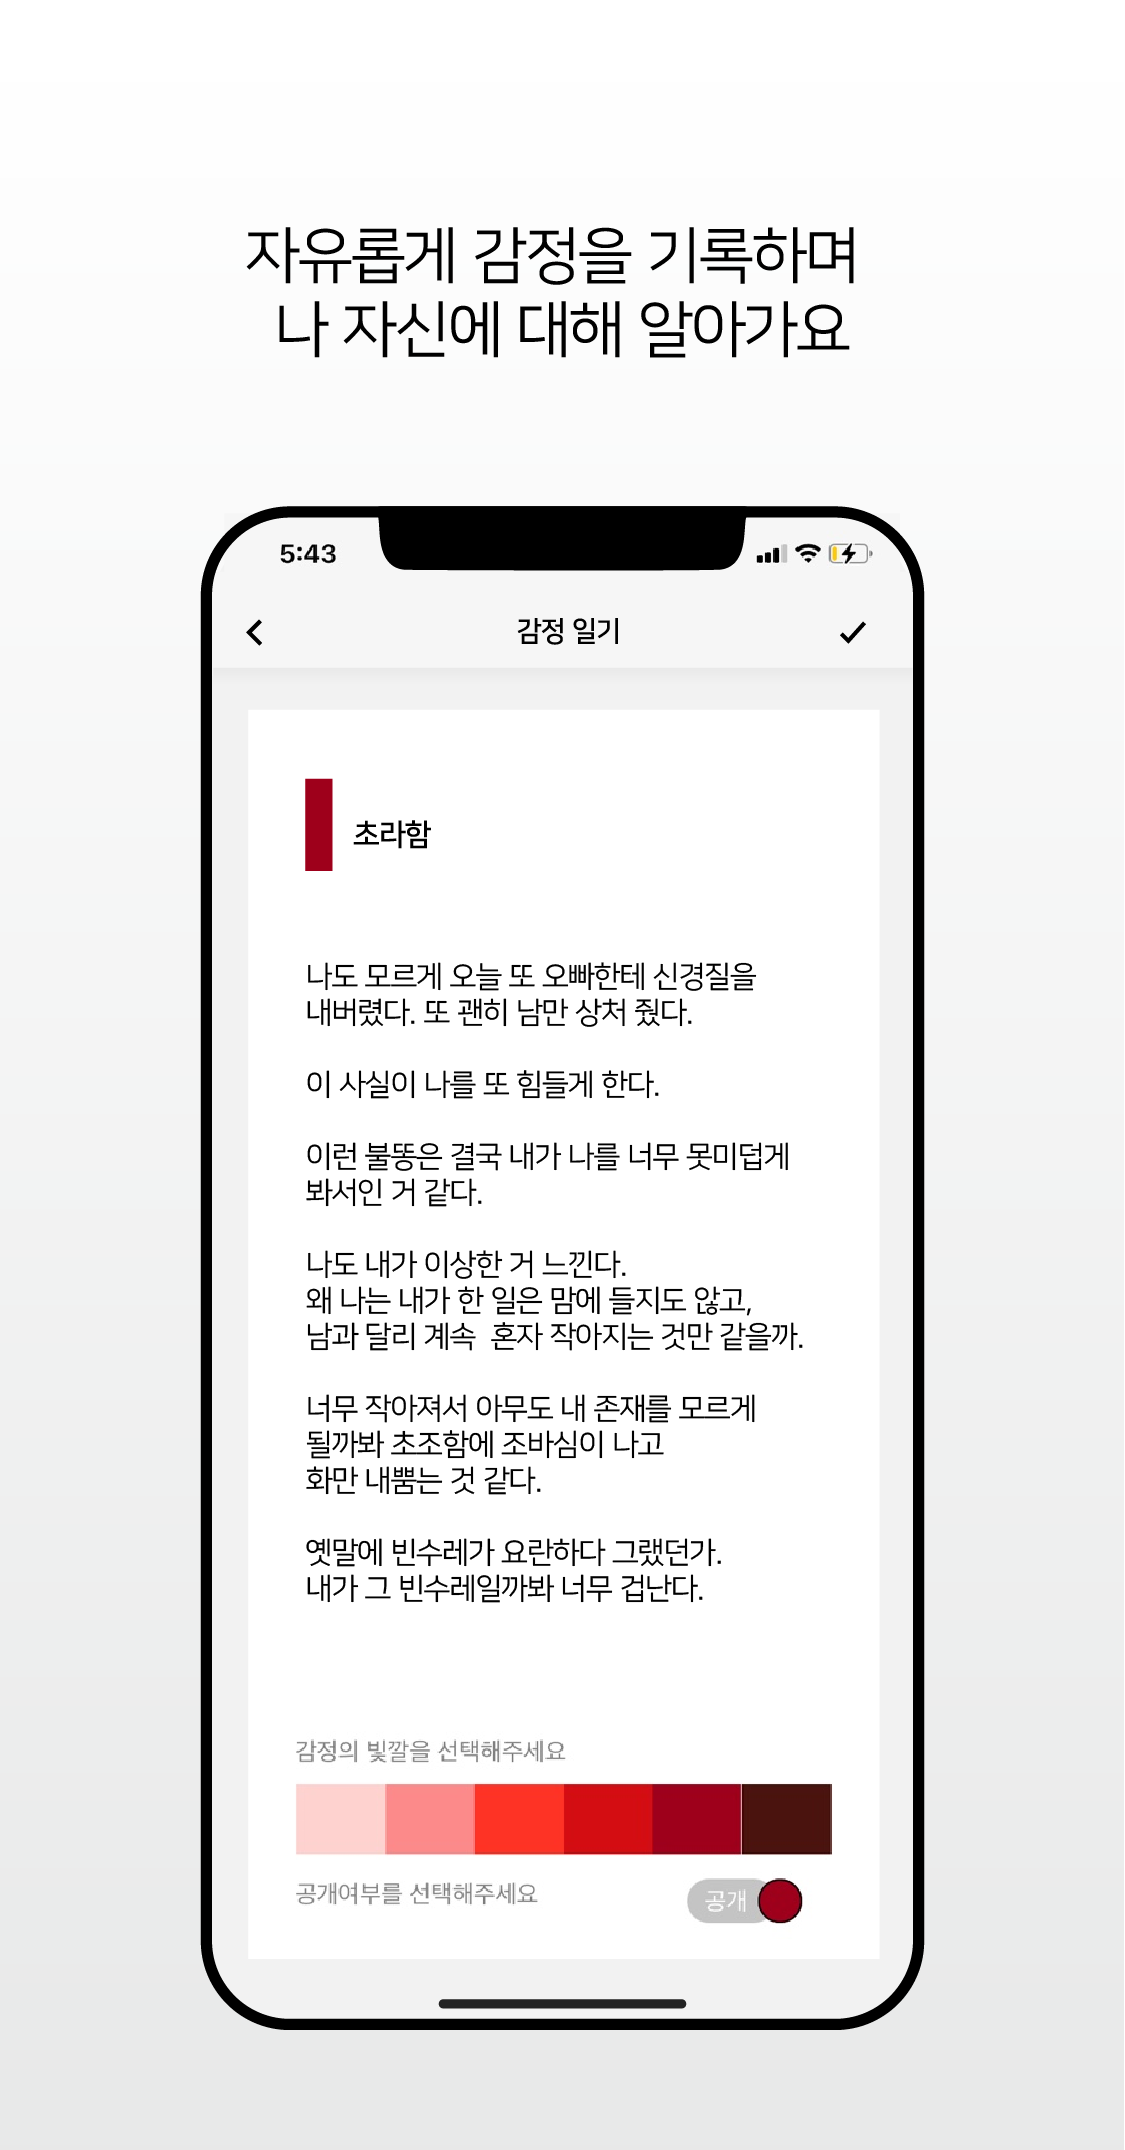 자유롭게 감정을 기록하며
나 자신에 대해 알아가요
5:43
감정 일기
초라함
나도 모르게 오늘 또 오빠한테 신경질을
내버렸다. 또 괜히 남만 상처 줬다.
이 사실이 나를 또 힘들게 한다.
이런 불똥은 결국 내가 나를 너무 못미덥게
봐서인 거 같다.
나도 내가 이상한 거 느낀다.
왜 나는 내가 한 일은 맘에 들지도 않고,
남과 달리 계속  혼자 작아지는 것만 같을까.
너무 작아져서 아무도 내 존재를 모르게
될까봐 초조함에 조바심이 나고
화만 내뿜는 것 같다.
옛말에 빈수레가 요란하다 그랬던가.
내가 그 빈수레일까봐 너무 겁난다.
감정의 빛깔을 선택해주세요
공개여부를 선택해주세요
공개